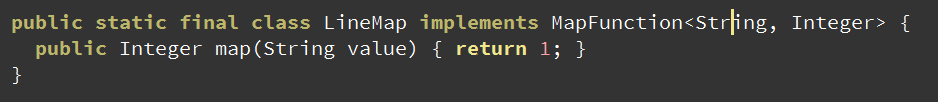 public static final class LineMap implements MapFunction<String, Integer> {
  public Integer map(String value) { return 1; }
}